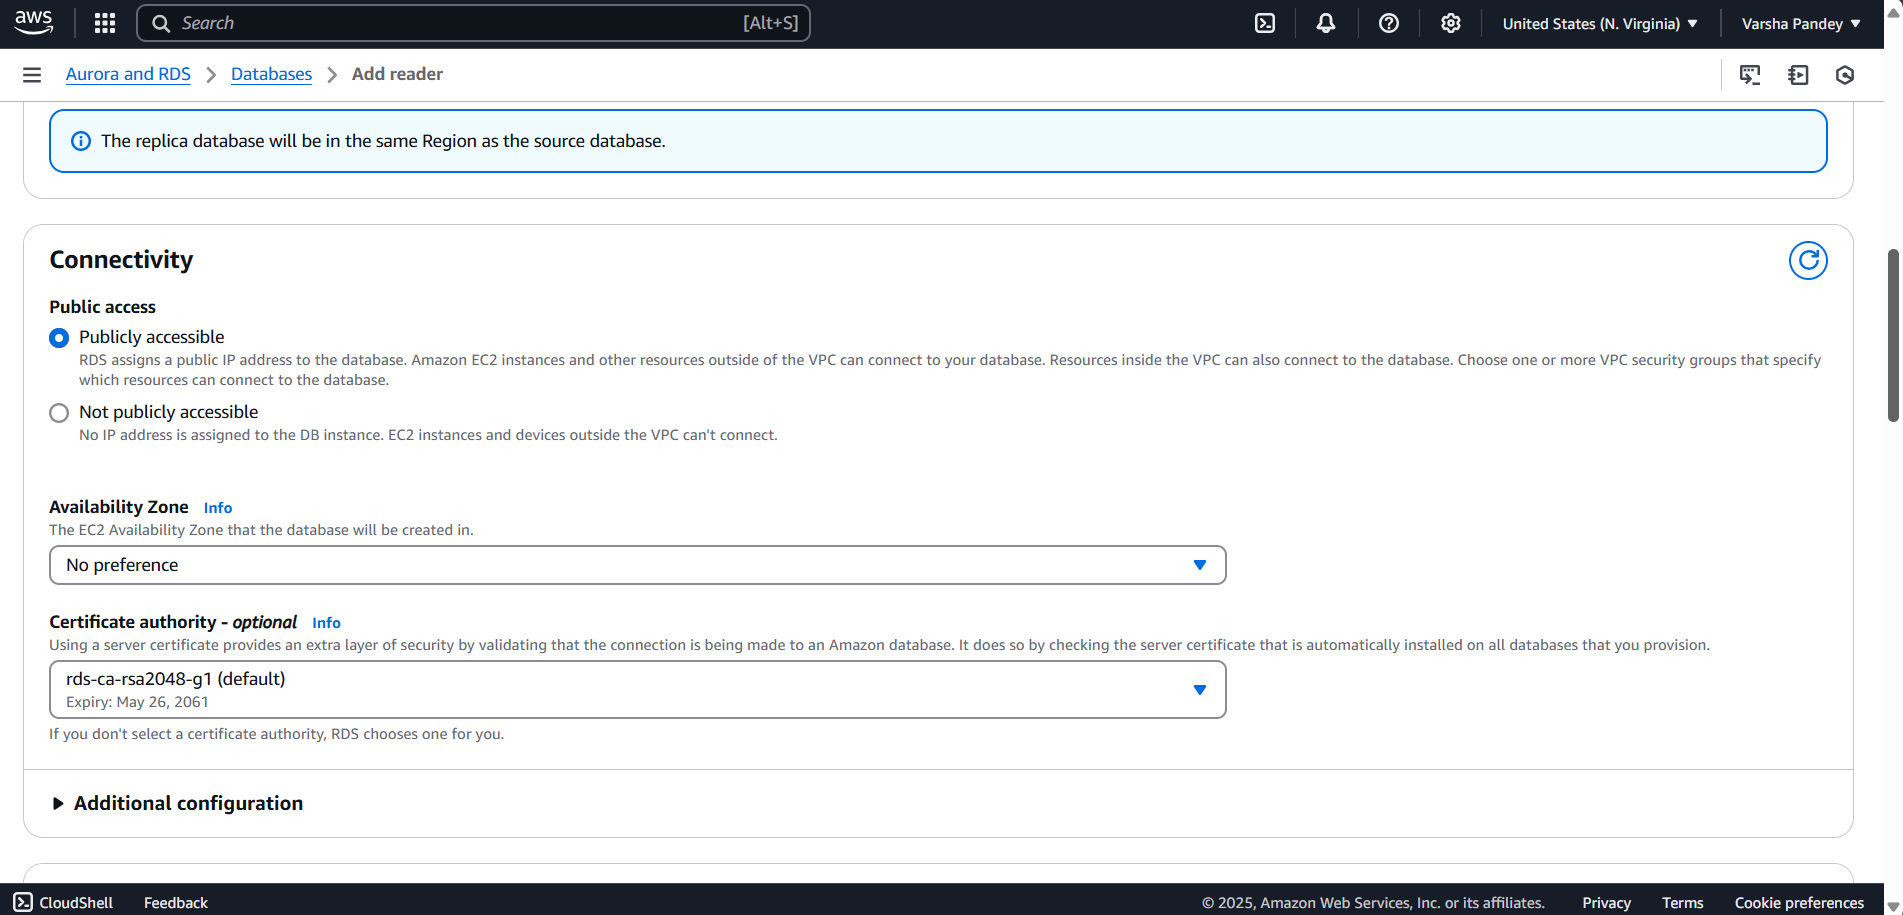 aws
Search [Alt+S]
United States (N. Virginia)
Varsha Pandey
Aurora and RDS
Databases
Add reader
The replica database will be in the same Region as the source database.
Connectivity
Public access
Publicly accessible
RDS assigns a public IP address to the database. Amazon EC2 instances and other resources outside of the VPC can connect to your database. Resources inside the VPC can also connect to the database. Choose one or more VPC security groups that specify
which resources can connect to the database.
Not publicly accessible
No IP address is assigned to the DB instance. EC2 instances and devices outside the VPC can't connect.
Availability Zone Info
The EC2 Availability Zone that the database will be created in.
No preference
Certificate authority - optional Info
Using a server certificate provides an extra layer of security by validating that the connection is being made to an Amazon database. It does so by checking the server certificate that is automatically installed on all databases that you provision.
rds-ca-rsa2048-g1 (default)
Expiry: May 26, 2061
If you don't select a certificate authority, RDS chooses one for you.
Additional configuration
CloudShell
Feedback
© 2025, Amazon Web Services, Inc. or its affiliates.
Privacy
Terms
Cookie preferences